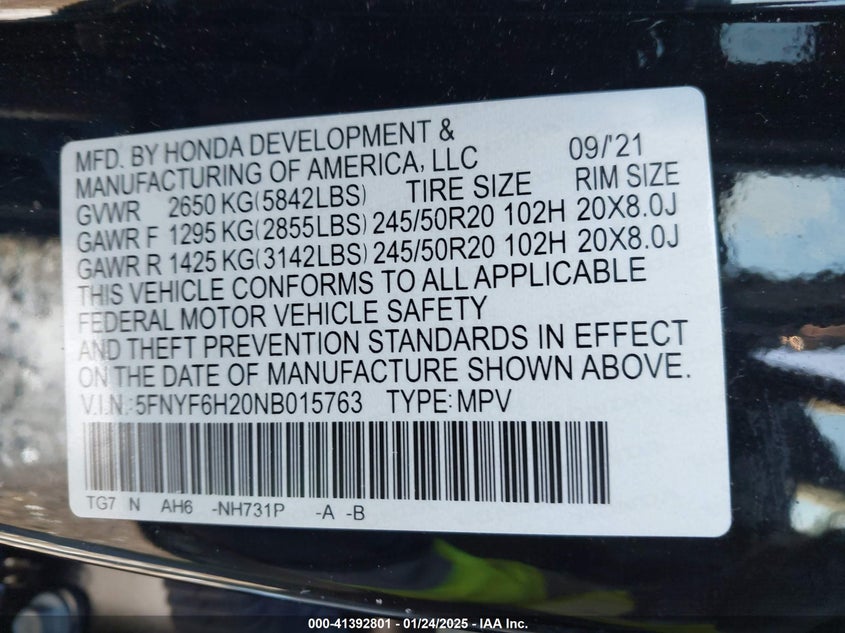 MFD. BY HONDA DEVELOPMENT &
MANUFACTURING OF AMERICA, LLC 09/'21
GVWR 2650 KG(5842LBS) TIRE SIZE RIM SIZE
GAWR F 1295 KG(2855LBS) 245/50R20 102H 20X8.0J
GAWR R 1425 KG(3142LBS) 245/50R20 102H 20X8.0J
THIS VEHICLE CONFORMS TO ALL APPLICABLE
FEDERAL MOTOR VEHICLE SAFETY
AND THEFT PREVENTION STANDARDS IN EFFECT
ON THE DATE OF MANUFACTURE SHOWN ABOVE.
V.I.N.: 5FNYF6H20NB015763 TYPE: MPV
TG7 N AH6 -NH731P -A -B
000-41392801 - 01/24/2025 - IAA Inc.